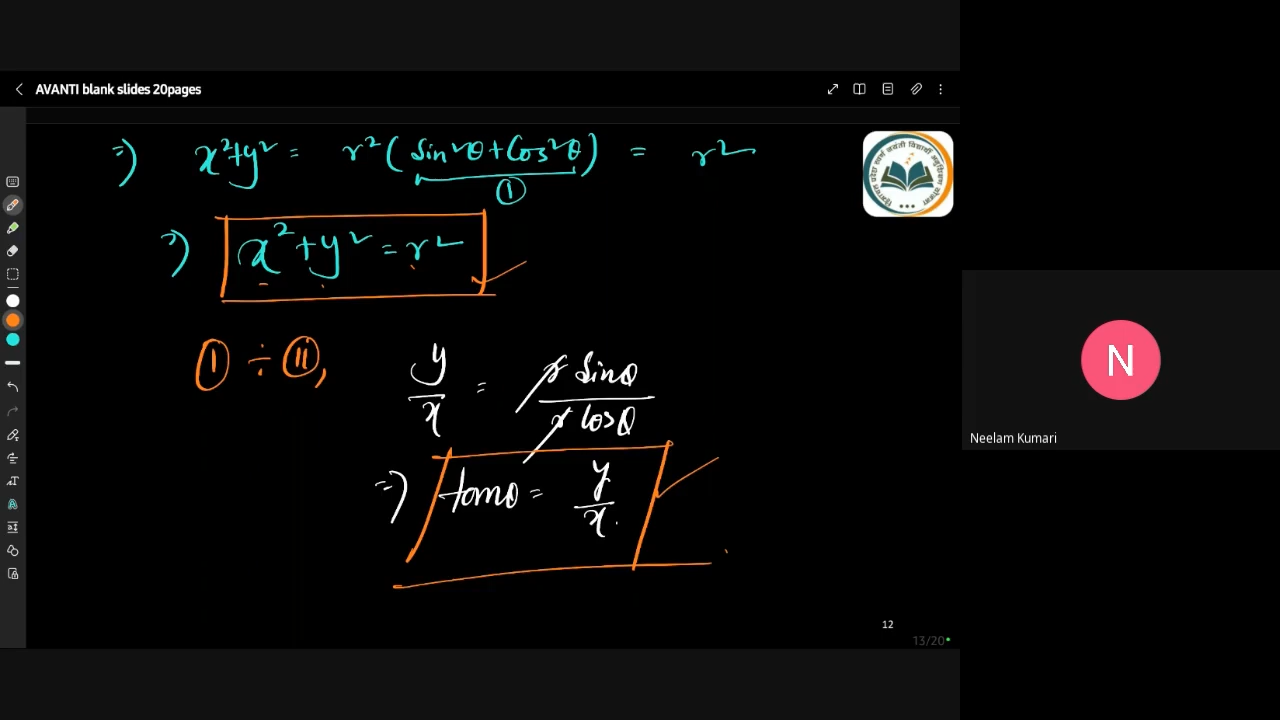 AVANTI blank slides 20pages
⇒) x²+y² = r² (sin²θ + cos²θ) = r²
①
⇒) x²+y² = r²
Ⓘ ÷ Ⓘⓘ, y/x = r sinθ / r cosθ
⇒) tanθ = y/x.
N
Neelam Kumari
12
13/20